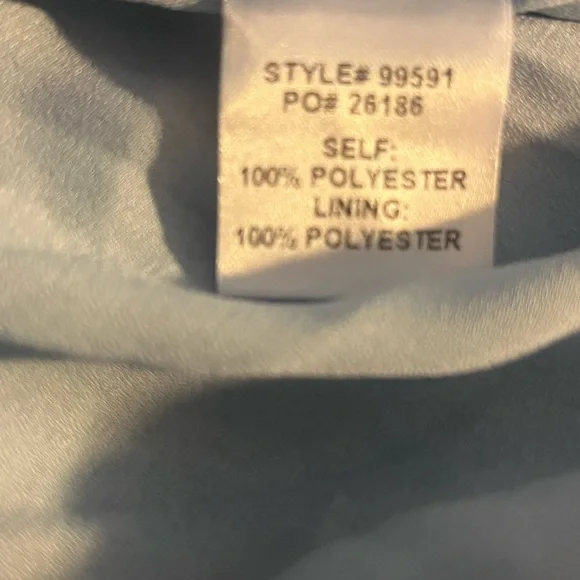 STYLE# 99591
PO# 26186
SELF:
100% POLYESTER
LINING:
100% POLYESTER